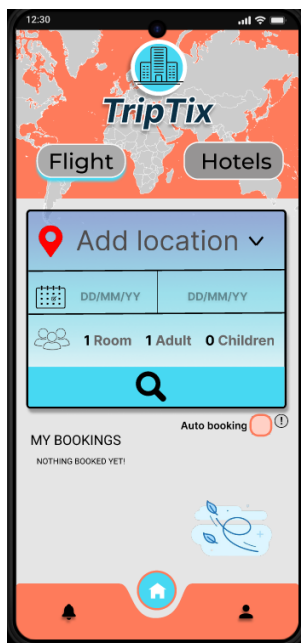 12:30
TripTix
Flight Hotels
Add location
DD/MM/YY DD/MM/YY
1 Room 1 Adult 0 Children
Auto booking !
MY BOOKINGS
NOTHING BOOKED YET!